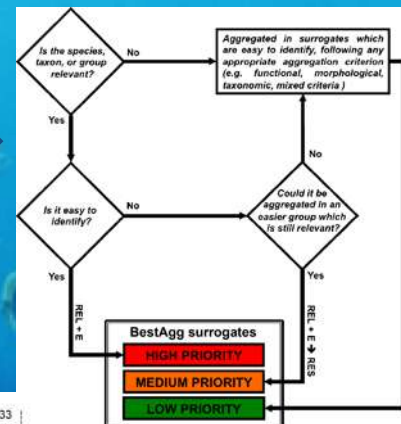 Is the species,
taxon, or group
relevant?
No
Aggregated in surrogates which
are easy to identify, following any
appropriate aggregation criterion
(e.g. functional, morphological,
taxonomic, mixed criteria )
Yes
No
Is it easy to
identify?
No
Could it be
aggregated in an
easier group which
is still relevant?
Yes
Yes
REL + E
REL + E → RES
BestAgg surrogates
HIGH PRIORITY
MEDIUM PRIORITY
LOW PRIORITY
33